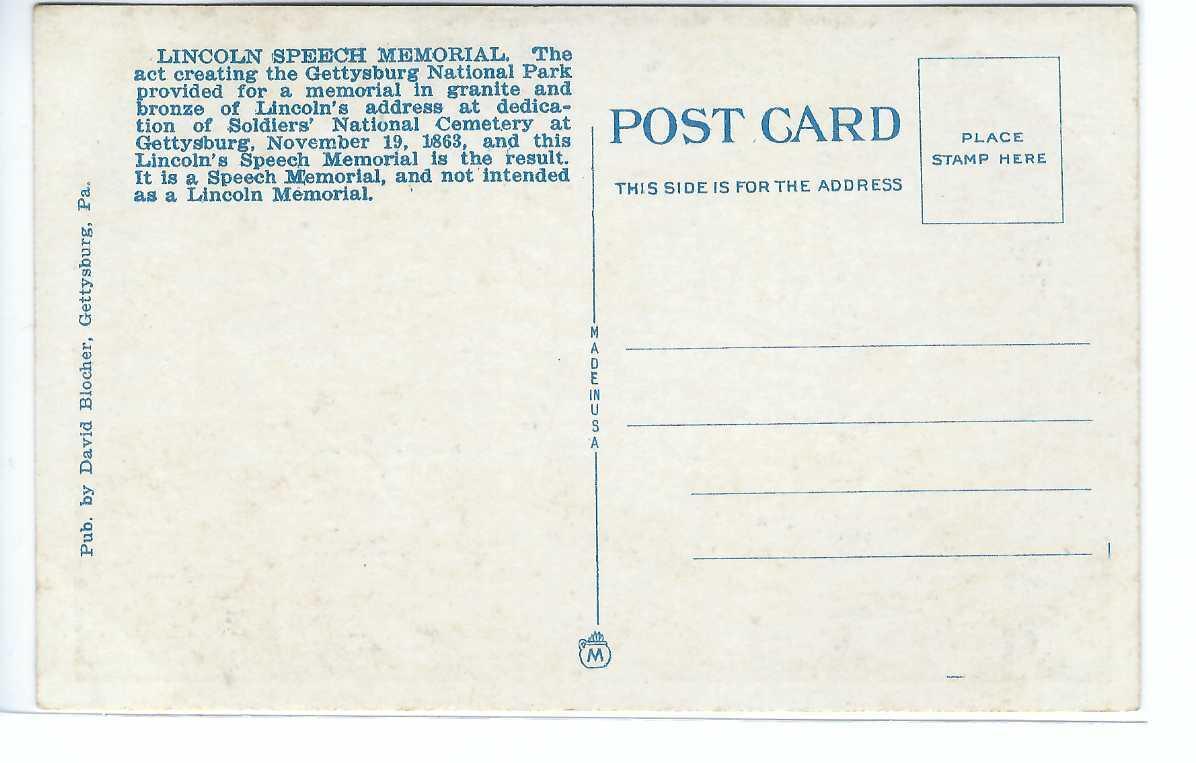 LINCOLN SPEECH MEMORIAL. The
act creating the Gettysburg National Park
provided for a memorial in granite and
bronze of Lincoln's address at dedica-
tion of Soldiers' National Cemetery at
Gettysburg, November 19, 1863, and this
Lincoln's Speech Memorial is the result.
It is a Speech Memorial, and not intended
as a Lincoln Memorial.
Pub. by David Blocher, Gettysburg, Pa.
POST CARD
THIS SIDE IS FOR THE ADDRESS
PLACE
STAMP HERE
MADE IN USA
M